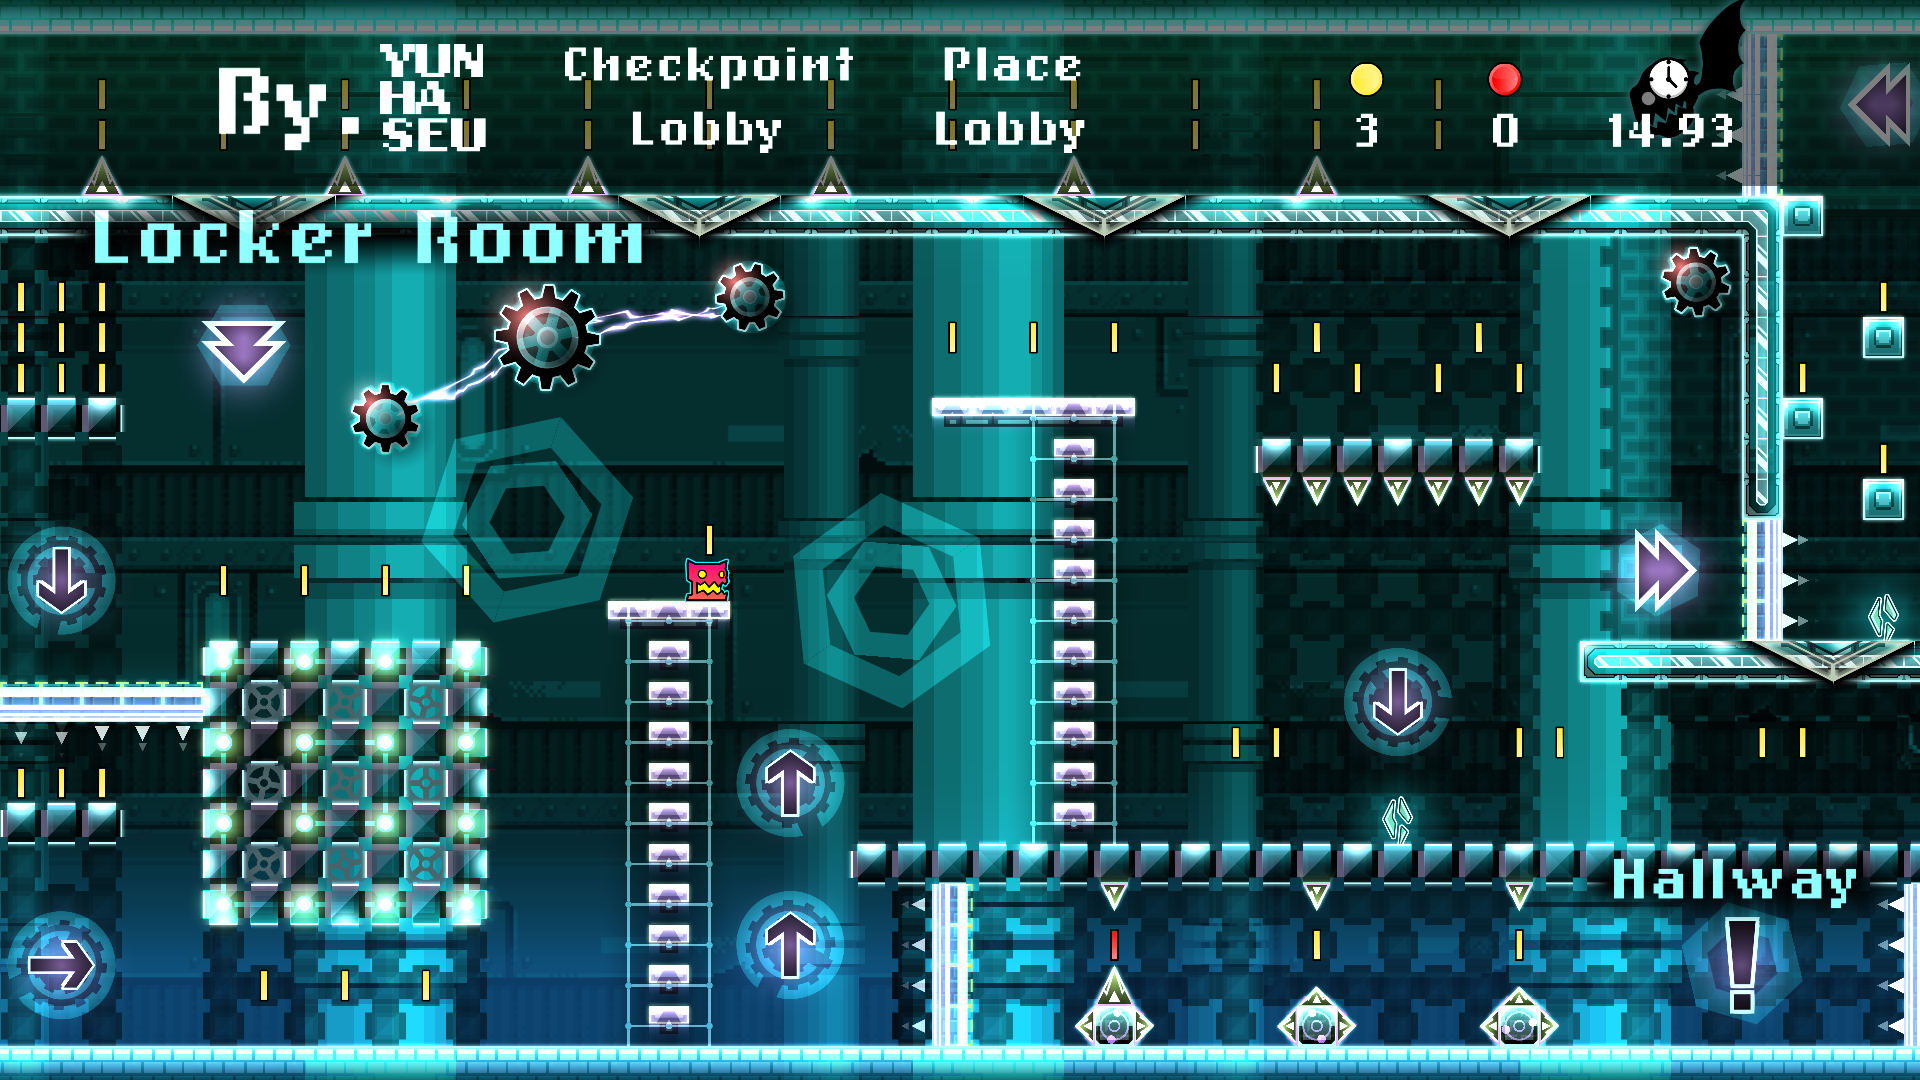 By. YUN HA SEU
Checkpoint
Lobby
Place
Lobby
3
0
14.93
Locker Room
Hallway